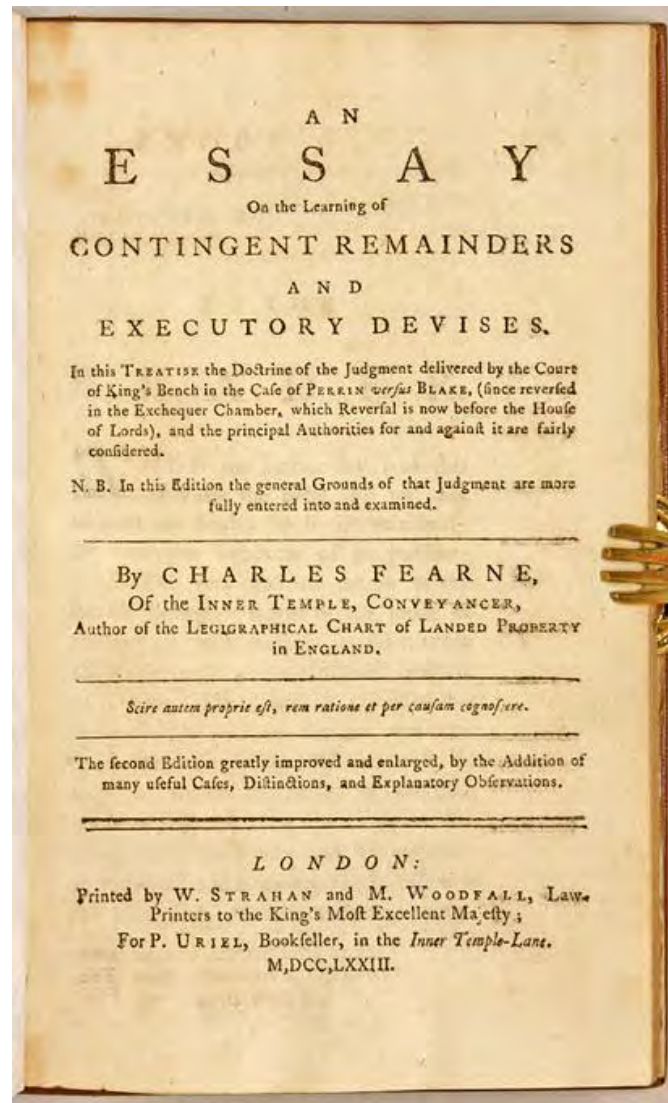 A N
E S S A Y
On the Learning of
CONTINGENT REMAINDERS
A N D
EXECUTORY DEVISES.
In this TREATISE the Doctrine of the Judgment delivered by the Court
of King's Bench in the Caſe of PERRIN verſus BLAKE, (ſince reverſed
in the Exchequer Chamber, which Reverſal is now before the Houſe
of Lords), and the principal Authorities for and againſt it are fairly
conſidered.
N. B. In this Edition the general Grounds of that Judgment are more
fully entered into and examined.
By CHARLES FEARNE,
Of the INNER TEMPLE, CONVEYANCER,
Author of the LEGIGRAPHICAL CHART of LANDED PROPERTY
in ENGLAND.
Scire autem proprie eſt, rem ratione et per cauſam cognoſcere.
The ſecond Edition greatly improved and enlarged, by the Addition of
many uſeful Caſes, Diſtinctions, and Explanatory Obſervations.
LONDON:
Printed by W. STRAHAN and M. WOODFALL, Law-
Printers to the King's Moſt Excellent Majeſty;
For P. URIEL, Bookſeller, in the Inner Temple-Lane.
M,DCC,LXXIII.